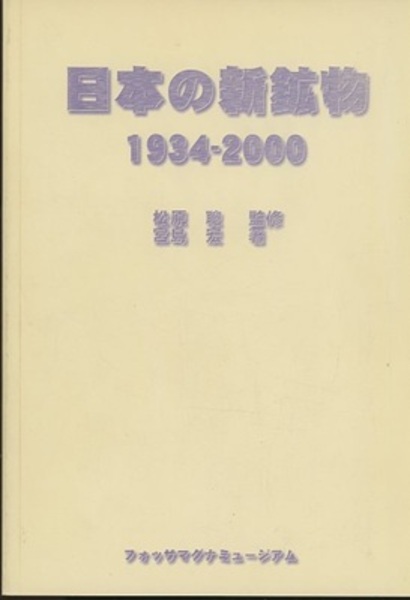 日本の新鉱物
1934-2000
松原 聰 監修
宮島 宏 著
フォッサマグナミュージアム